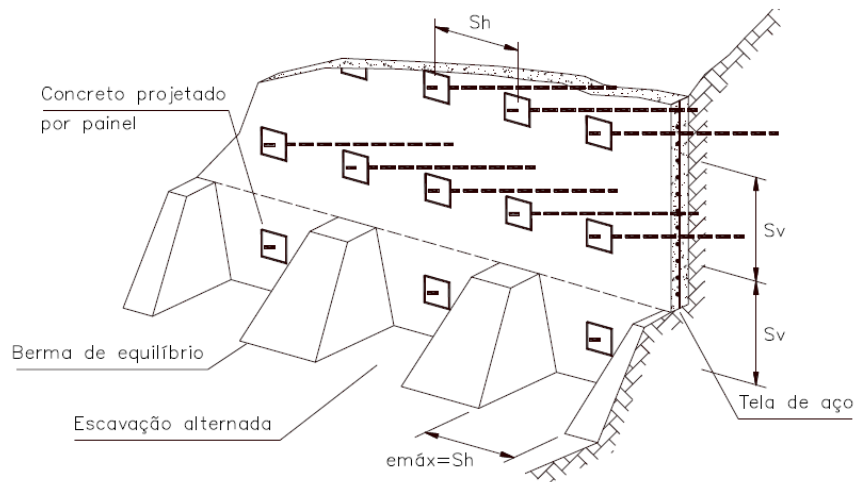 Sh
Concreto projetado
por painel
Sv
Sv
Berma de equilíbrio
Escavação alternada
Tela de aço
emáx=Sh